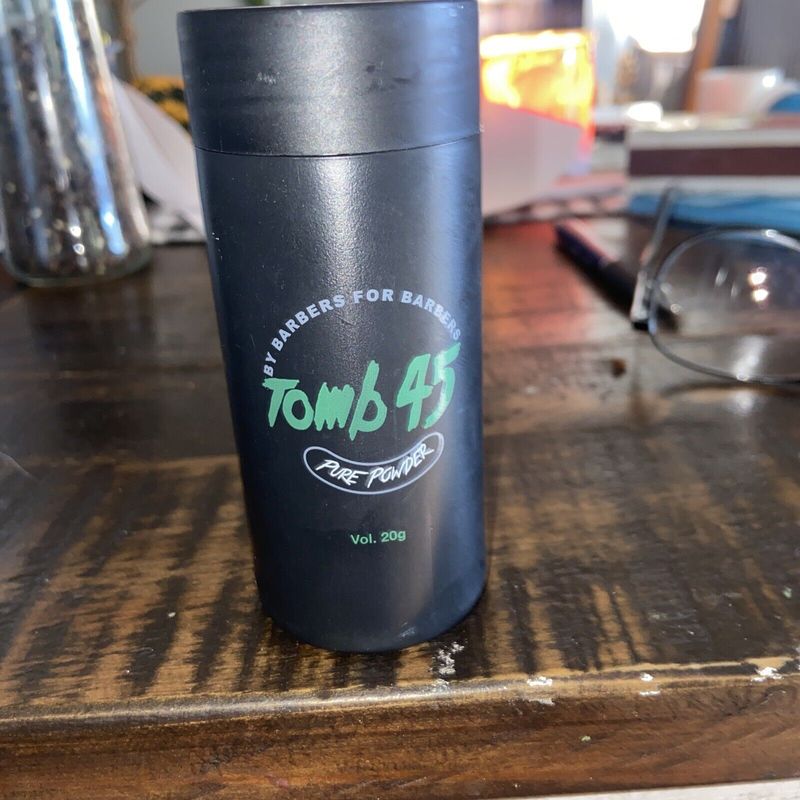 BY BARBERS FOR BARBERS
Tomb 45
PURE POWDER
Vol. 20g